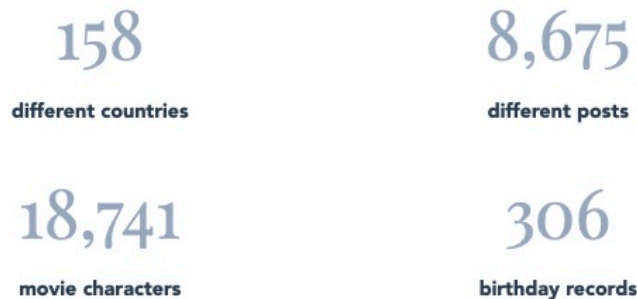 158
8,675
different countries
different posts
18,741
306
movie characters
birthday records